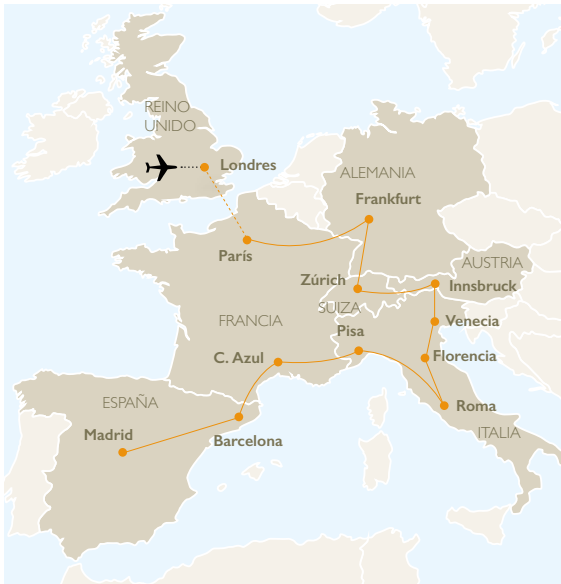 REINO
UNIDO
Londres
ALEMANIA
Frankfurt
París
AUSTRIA
Zúrich
Innsbruck
SUIZA
FRANCIA
Venecia
Pisa
C. Azul
Florencia
ESPAÑA
Roma
Madrid
ITALIA
Barcelona